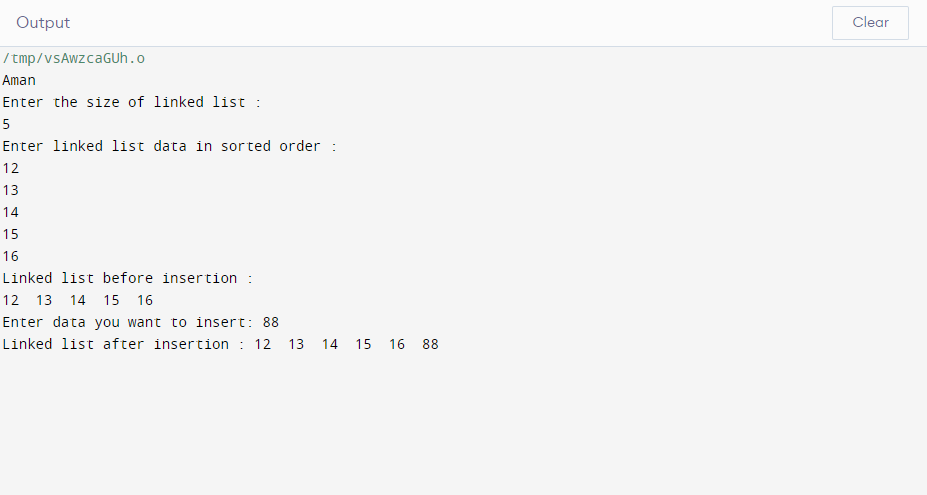 Output
Clear
/tmp/vsAwzcaGUh.o
Aman
Enter the size of linked list :
5
Enter linked list data in sorted order :
12
13
14
15
16
Linked list before insertion :
12  13  14  15  16
Enter data you want to insert: 88
Linked list after insertion : 12  13  14  15  16  88